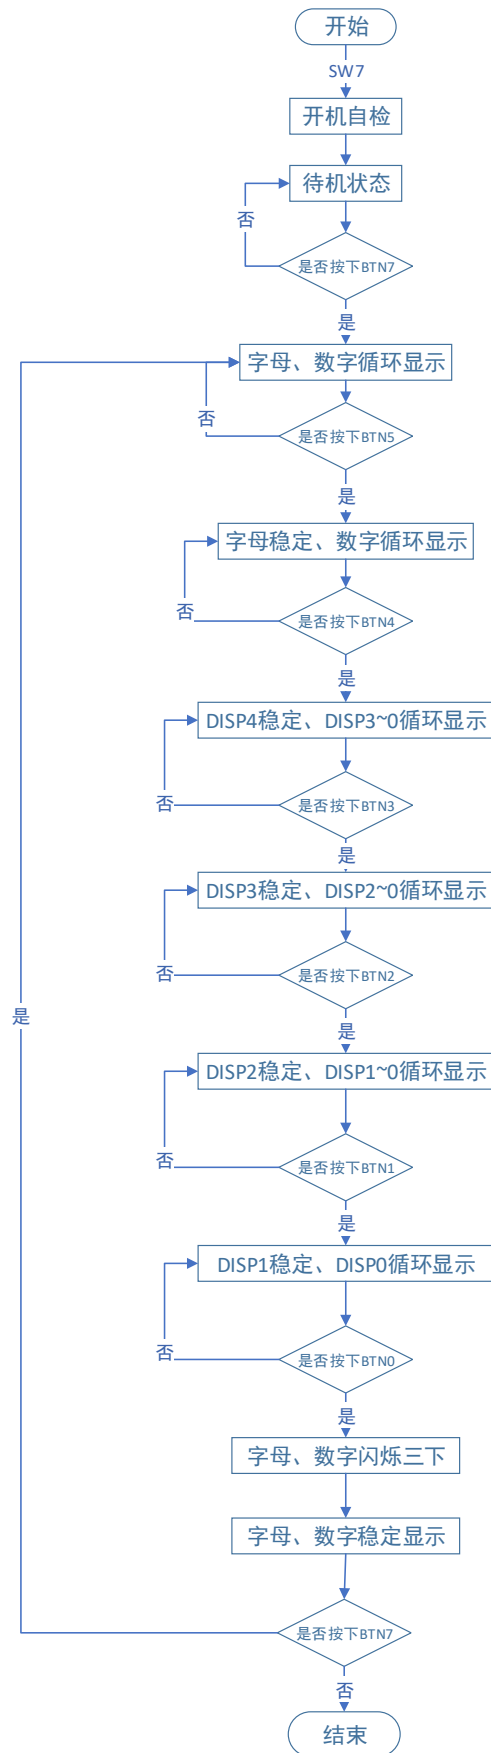 开始
SW7
开机自检
待机状态
否
是否按下BTN7
是
字母、数字循环显示
否
是否按下BTN5
是
字母稳定、数字循环显示
否
是否按下BTN4
是
DISP4稳定、DISP3~0循环显示
否
是否按下BTN3
是
DISP3稳定、DISP2~0循环显示
否
是否按下BTN2
是
是
DISP2稳定、DISP1~0循环显示
否
是否按下BTN1
是
DISP1稳定、DISP0循环显示
否
是否按下BTN0
是
字母、数字闪烁三下
字母、数字稳定显示
是否按下BTN7
否
结束